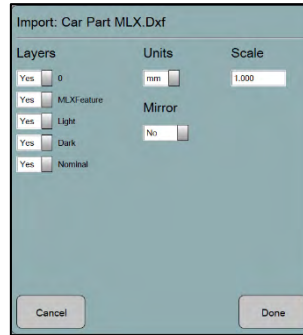 Import: Car Part MLX.Dxf
Layers Units Scale
Yes 0 mm 1.000
Yes MLXFeature
Mirror
Yes Light
No
Yes Dark
Yes Nominal
Cancel Done